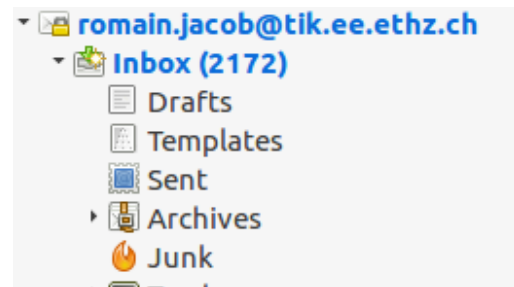 romain.jacob@tik.ee.ethz.ch
Inbox (2172)
Drafts
Templates
Sent
Archives
Junk